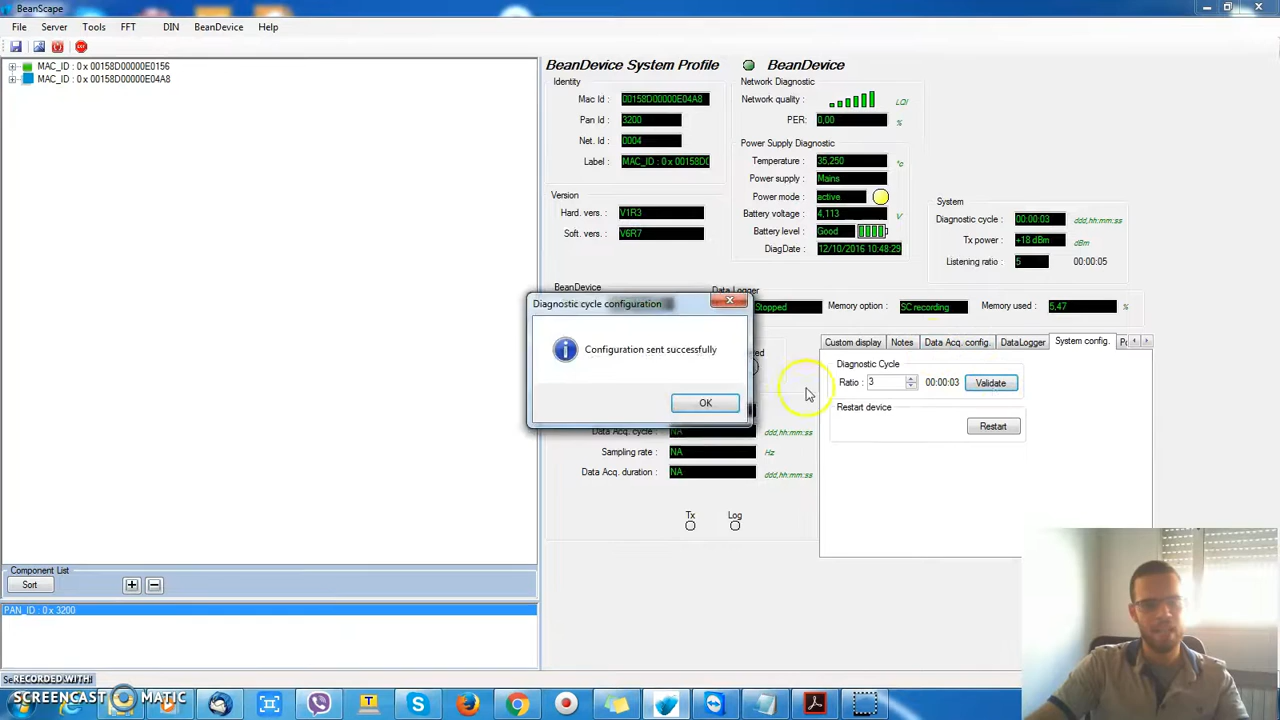 BeanScape
File Server Tools FFT DIN BeanDevice Help
MAC_ID : 0 x 00158D00000E0156
MAC_ID : 0 x 00158D00000E04A8
Component List
Sort
PAN_ID : 0 x 3200
BeanDevice System Profile
BeanDevice
Identity
Mac Id : 00158D00000E04A8
Pan Id : 3200
Net. Id : 0004
Label : MAC_ID : 0 x 00158D0
Version
Hard. vers. : V1R3
Soft. vers. : V6R7
Network Diagnostic
Network quality : LQI
PER: 0,00 %
Power Supply Diagnostic
Temperature : 35,250 °c
Power supply : Mains
Power mode : active
Battery voltage : 4,113 V
Battery level : Good
DiagDate : 12/10/2016 10:48:29
System
Diagnostic cycle : 00:00:03 ddd,hh:mm:ss
Tx power : +18 dBm dBm
Listening ratio : 5 00:00:05
BeanDevice
Data Logger
Stopped
Memory option : SC recording
Memory used : 5,47 %
Diagnostic cycle configuration
Configuration sent successfully
OK
Custom display Notes Data Acq. config. DataLogger System config.
Diagnostic Cycle
Ratio : 3 00:00:03 Validate
Restart device
Restart
Data Acq. cycle : NA ddd,hh:mm:ss
Sampling rate : NA Hz
Data Acq. duration : NA ddd,hh:mm:ss
Tx Log
RECORDED WITH
SCREENCAST MATIC